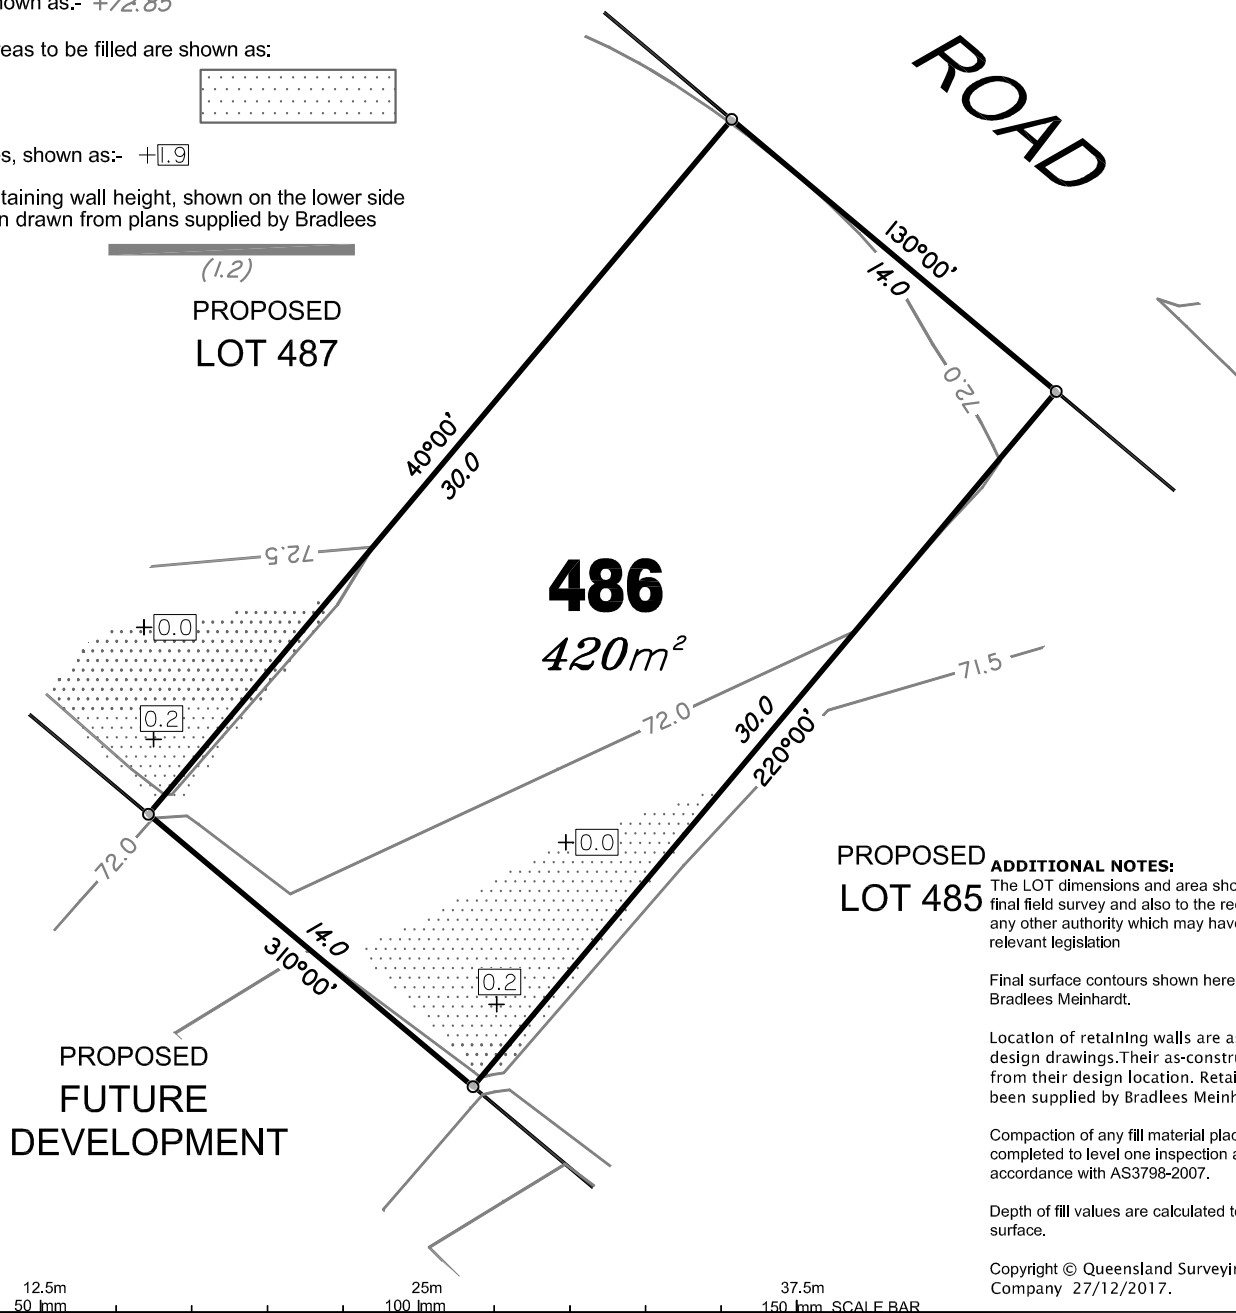 hown as:- +72.85
reas to be filled are shown as:
s, shown as:- +1.9
taining wall height, shown on the lower side
n drawn from plans supplied by Bradlees
(1.2)
PROPOSED
LOT 487
ROAD
130°00'
14.0
72.0
40°00'
30.0
72.5
486
420m²
+0.0
0.2
+
71.5
72.0
30.0
220°00'
72.0
+0.0
14.0
310°00'
0.2
+
PROPOSED
LOT 485
PROPOSED
FUTURE
DEVELOPMENT
ADDITIONAL NOTES:
The LOT dimensions and area sho
final field survey and also to the re
any other authority which may have
relevant legislation
Final surface contours shown here
Bradlees Meinhardt.
Location of retaining walls are a
design drawings.Their as-constr
from their design location. Retai
been supplied by Bradlees Meinh
Compaction of any fill material plac
completed to level one inspection a
accordance with AS3798-2007.
Depth of fill values are calculated t
surface.
Copyright © Queensland Surveyi
Company 27/12/2017.
12.5m 25m 37.5m
50 mm 100 mm 150 mm SCALE BAR